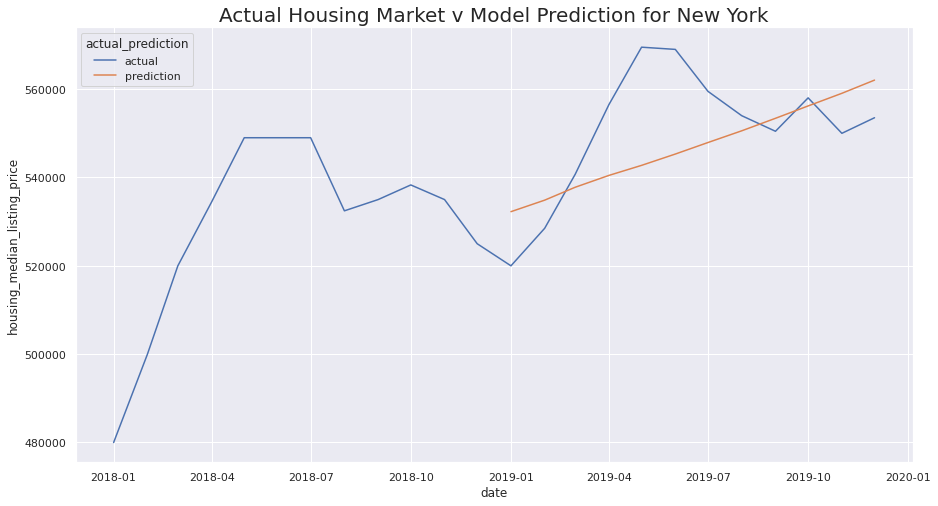 Actual Housing Market v Model Prediction for New York
actual_prediction
actual
prediction
housing_median_listing_price
560000
540000
520000
500000
480000
2018-01 2018-04 2018-07 2018-10 2019-01 2019-04 2019-07 2019-10 2020-01
date